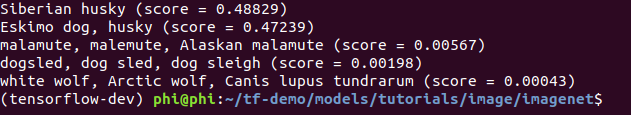 Siberian husky (score = 0.48829)
Eskimo dog, husky (score = 0.47239)
malamute, malemute, Alaskan malamute (score = 0.00567)
dogsled, dog sled, dog sleigh (score = 0.00198)
white wolf, Arctic wolf, Canis lupus tundrarum (score = 0.00043)
(tensorflow-dev) phi@phi:~/tf-demo/models/tutorials/image/imagenet$